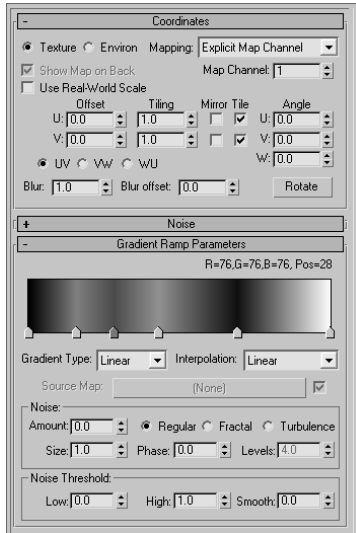 - Coordinates
Texture Environ Mapping: Explicit Map Channel
Show Map on Back Map Channel: 1
Use Real-World Scale
Offset Tiling Mirror Tile Angle
U: 0.0 1.0 U: 0.0
V: 0.0 1.0 V: 0.0
W: 0.0
UV VW WU
Blur: 1.0 Blur offset: 0.0 Rotate
+ Noise
- Gradient Ramp Parameters
R=76,G=76,B=76, Pos=28
Gradient Type: Linear Interpolation: Linear
Source Map: (None)
Noise:
Amount: 0.0 Regular Fractal Turbulence
Size: 1.0 Phase: 0.0 Levels: 4.0
Noise Threshold:
Low: 0.0 High: 1.0 Smooth: 0.0